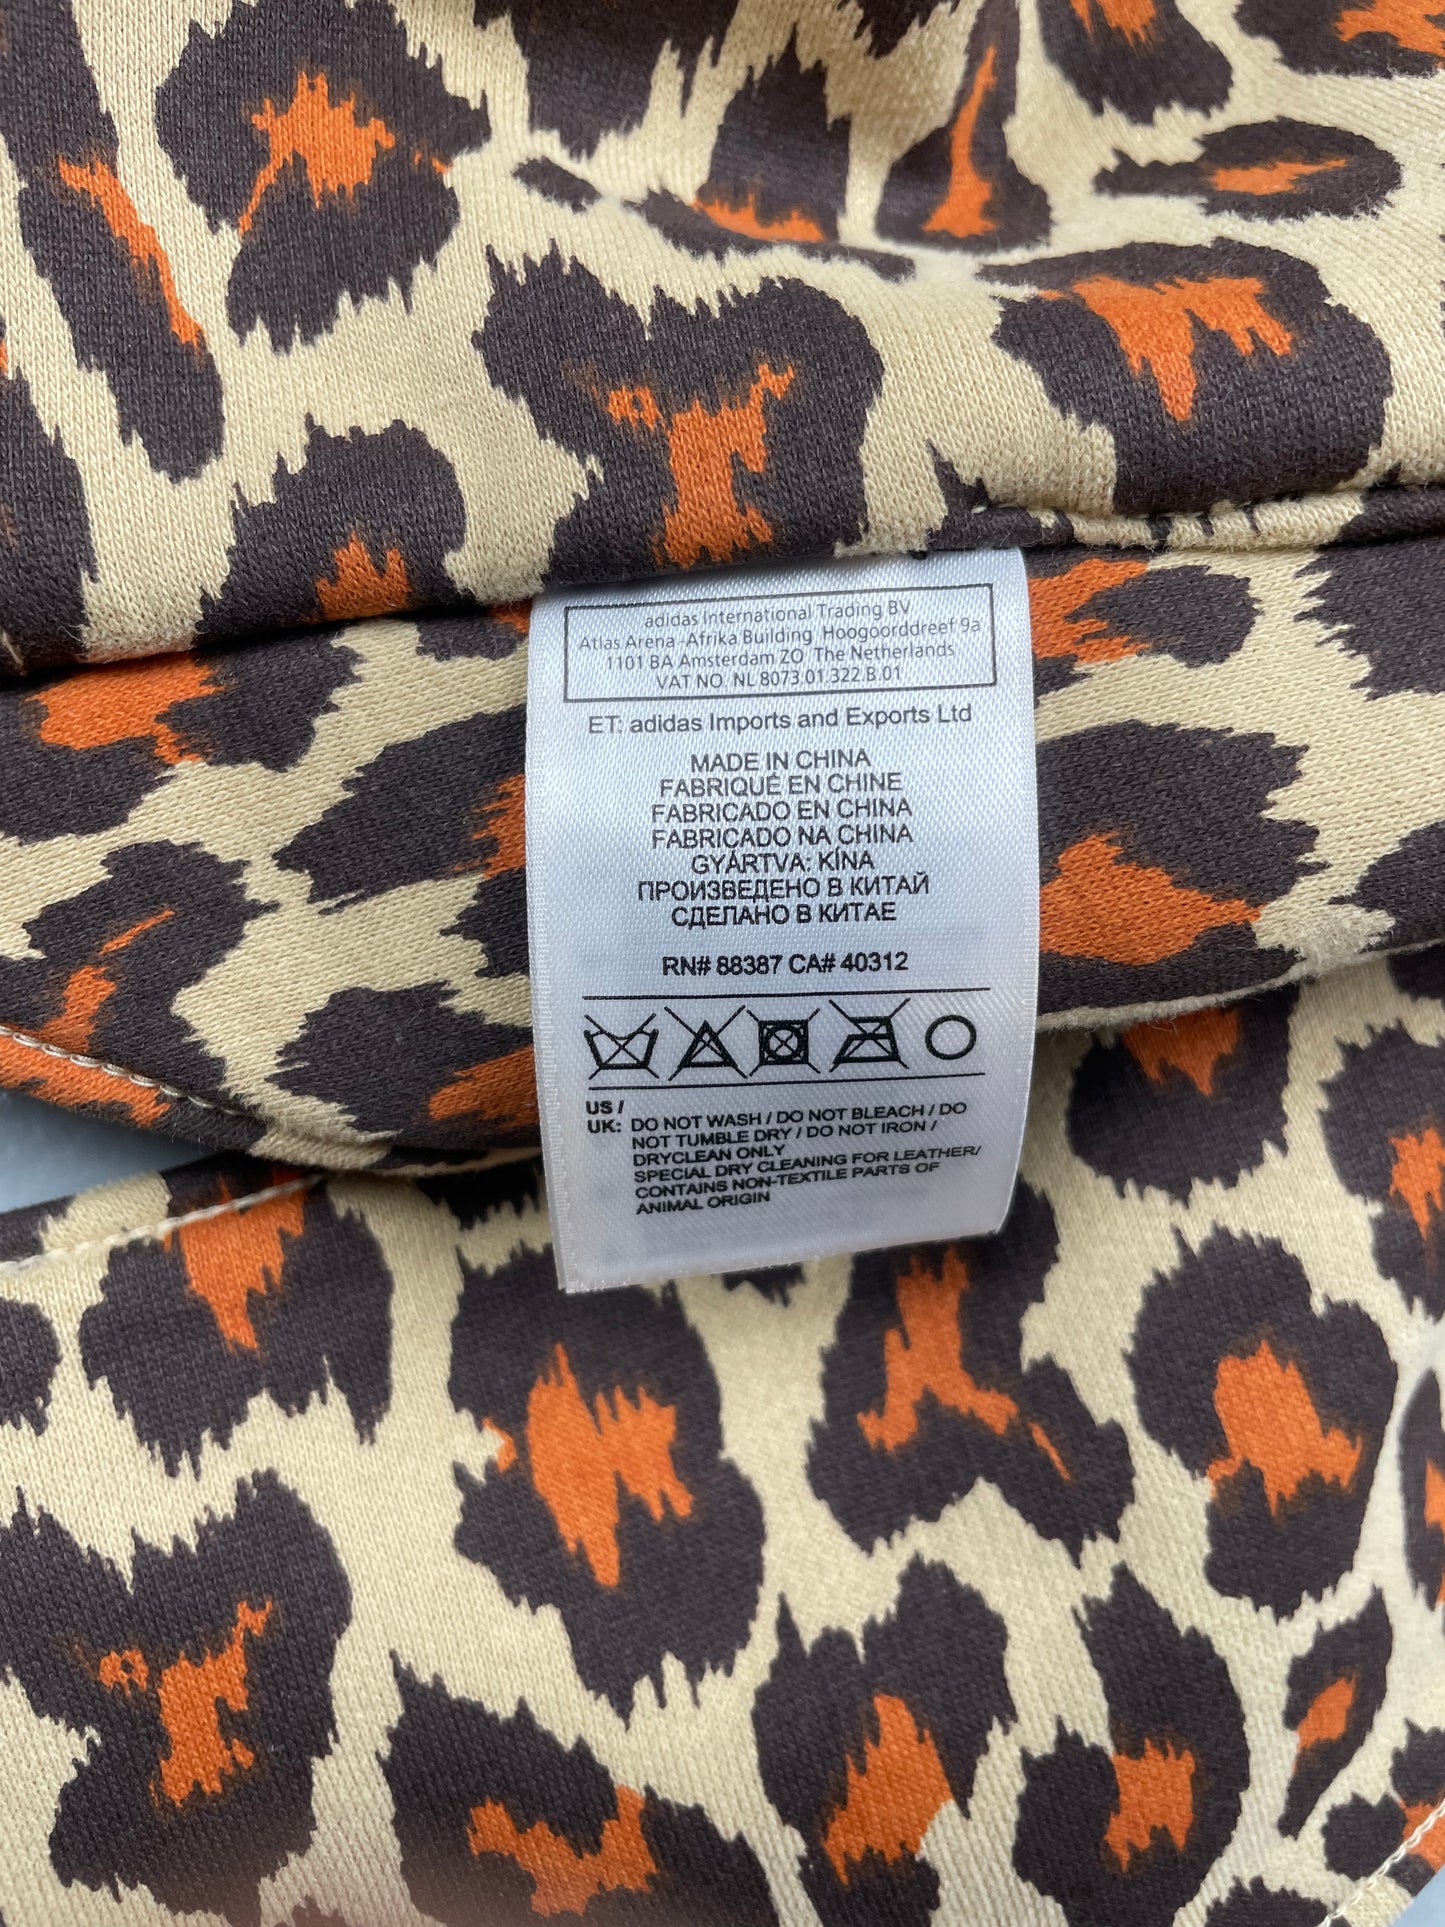 adidas International Trading BV
Atlas Arena -Afrika Building Hoogoorddreef 9a
1101 BA Amsterdam ZO The Netherlands
VAT NO. NL 8073.01.322.B.01
ET: adidas Imports and Exports Ltd
MADE IN CHINA
FABRIQUÉ EN CHINE
FABRICADO EN CHINA
FABRICADO NA CHINA
GYÁRTVA: KÍNA
ПРОИЗВЕДЕНО В КИТАЙ
СДЕЛАНО В КИТАЕ
RN# 88387 CA# 40312
US /
UK: DO NOT WASH / DO NOT BLEACH / DO
NOT TUMBLE DRY / DO NOT IRON /
DRYCLEAN ONLY
SPECIAL DRY CLEANING FOR LEATHER/
CONTAINS NON-TEXTILE PARTS OF
ANIMAL ORIGIN